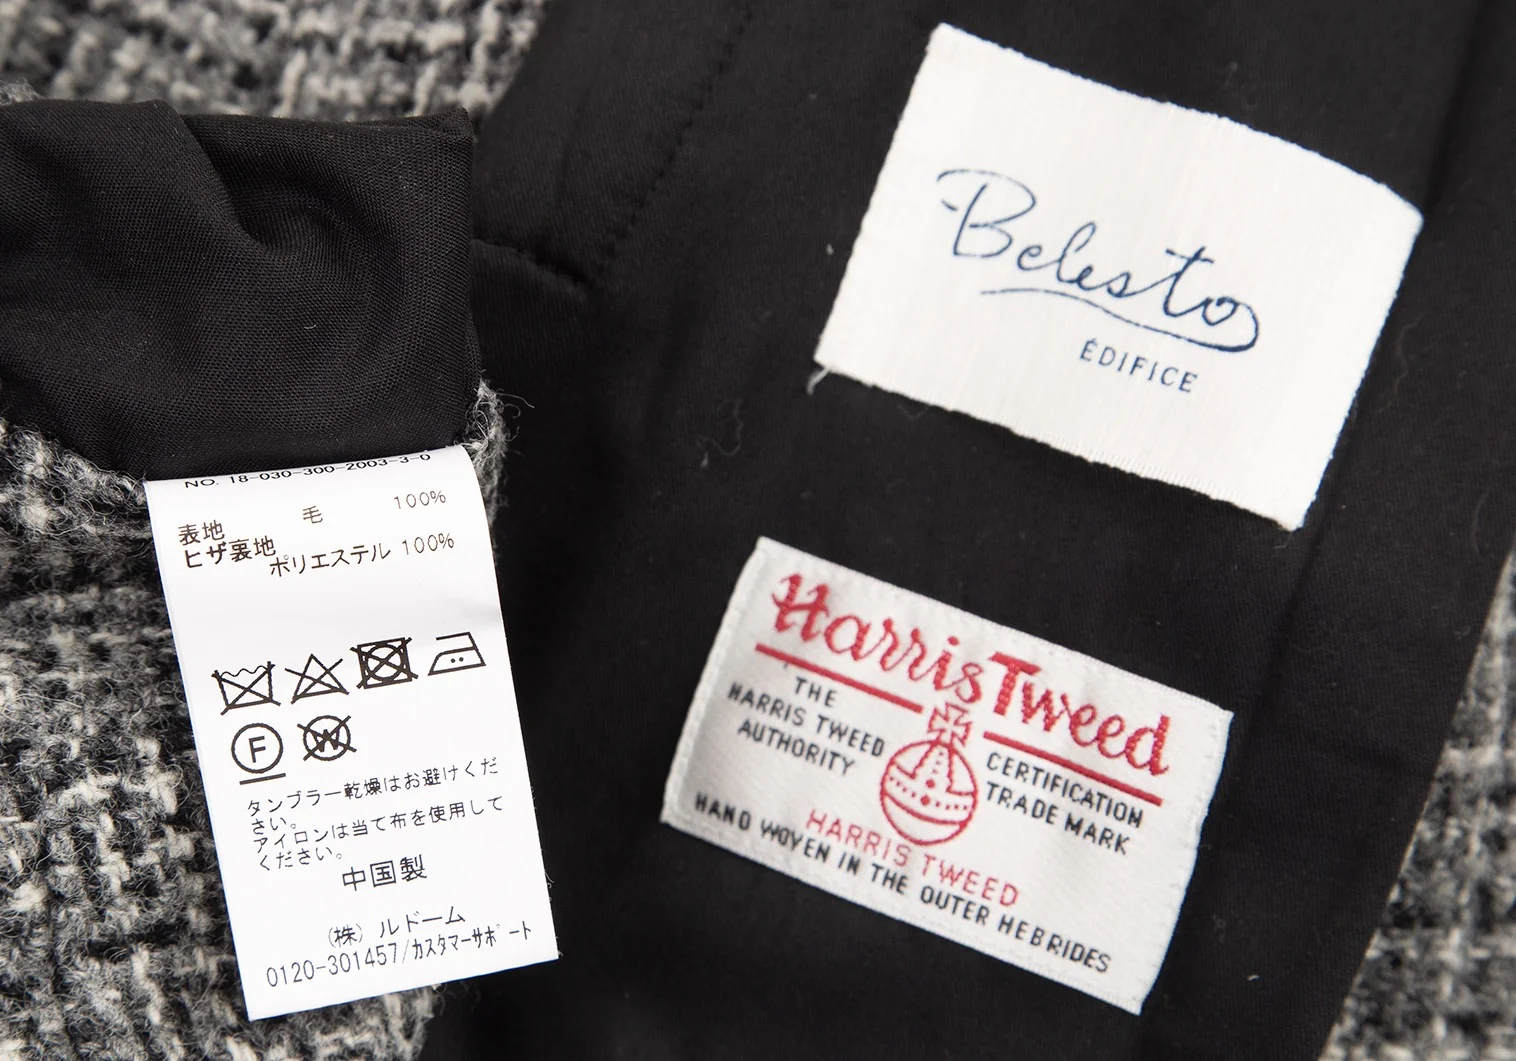 NO. 18-030-300-2003-3-0
表地 毛 100%
ヒザ裏地
ポリエステル 100%
F
W
タンブラー乾燥はお避けくだ
さい。
アイロンは当て布を使用して
ください。
中国製
(株) ルドーム
0120-301457/カスタマーサポート
Belesto
ÉDIFICE
Harris Tweed
THE
HARRIS TWEED
AUTHORITY
CERTIFICATION
TRADE MARK
HARRIS TWEED
HAND WOVEN IN THE OUTER HEBRIDES